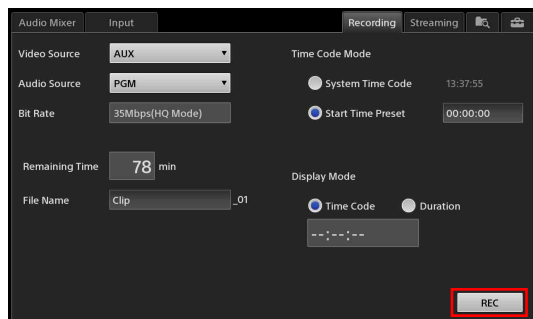 Audio Mixer Input Recording Streaming
Video Source AUX
Audio Source PGM
Bit Rate 35Mbps(HQ Mode)
Remaining Time 78 min
File Name Clip _01
Time Code Mode
System Time Code 13:37:55
Start Time Preset 00:00:00
Display Mode
Time Code Duration
--:--:--
REC